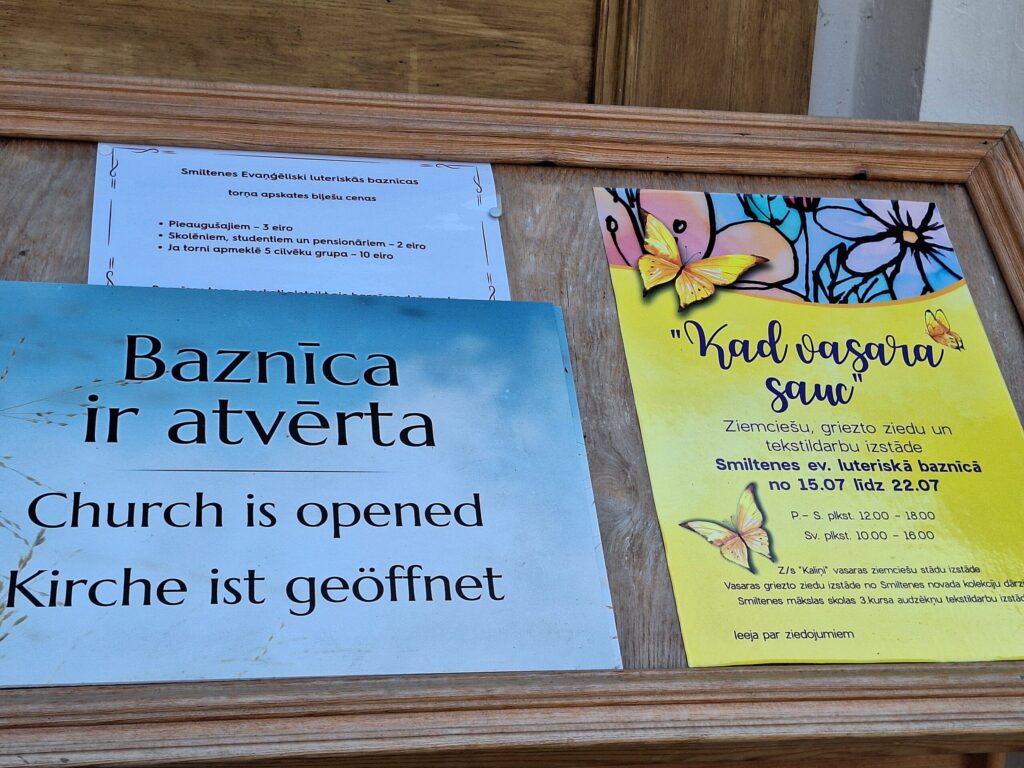 Smiltenes Evaņģēliski luteriskās baznīcas
torņa apskates biļešu cenas
• Pieaugušajiem – 3 eiro
• Skolēniem, studentiem un pensionāriem – 2 eiro
• Ja torni apmeklē 5 cilvēku grupa – 10 eiro
Baznīca
ir atvērta
Church is opened
Kirche ist geöffnet
"Kad vasara
sauc"
Ziemciešu, griezto ziedu un
tekstildarbu izstāde
Smiltenes ev. luteriskā baznīcā
no 15.07 līdz 22.07
P.– S. plkst. 12.00 – 18.00
Sv. plkst. 10.00 – 16.00
Z/s "Kaliņi" vasaras ziemciešu stādu izstāde
Vasaras griezto ziedu izstāde no Smiltenes novada kolekciju dārz
Smiltenes mākslas skolas 3.kursa audzēkņu tekstildarbu izstād
Ieeja par ziedojumiem